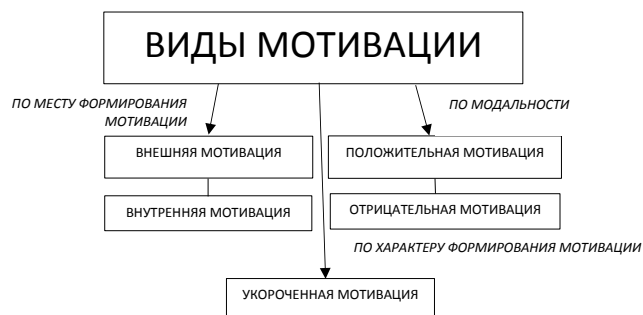 ВИДЫ МОТИВАЦИИ
ПО МЕСТУ ФОРМИРОВАНИЯ
МОТИВАЦИИ
ПО МОДАЛЬНОСТИ
ВНЕШНЯЯ МОТИВАЦИЯ
ПОЛОЖИТЕЛЬНАЯ МОТИВАЦИЯ
ВНУТРЕННЯЯ МОТИВАЦИЯ
ОТРИЦАТЕЛЬНАЯ МОТИВАЦИЯ
ПО ХАРАКТЕРУ ФОРМИРОВАНИЯ МОТИВАЦИИ
УКОРОЧЕННАЯ МОТИВАЦИЯ